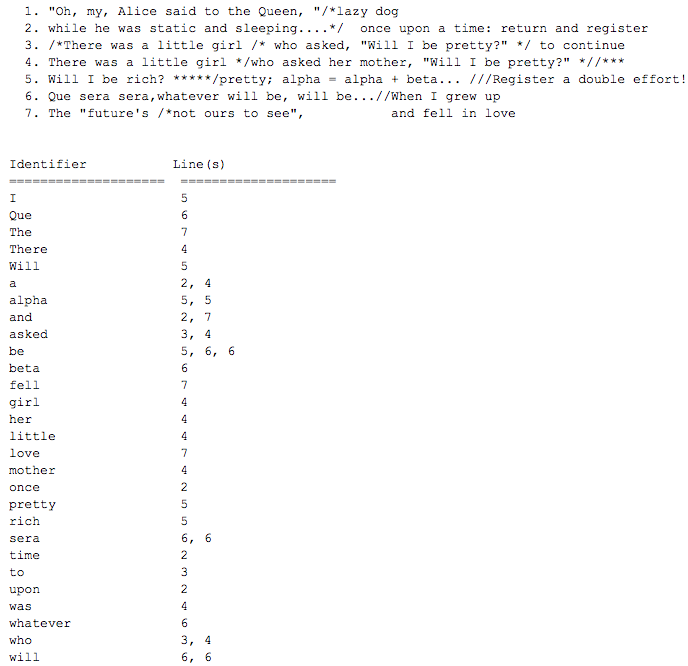 1. "Oh, my, Alice said to the Queen, "/*lazy dog
2. while he was static and sleeping....*/  once upon a time: return and register
3. /*There was a little girl /* who asked, "Will I be pretty?" */ to continue
4. There was a little girl */who asked her mother, "Will I be pretty?" *//***
5. Will I be rich? *****/pretty; alpha = alpha + beta... ///Register a double effort!
6. Que sera sera,whatever will be, will be...//When I grew up
7. The "future's /*not ours to see",           and fell in love
Identifier Line(s)
==================== ====================
I 5
Que 6
The 7
There 4
Will 5
a 2, 4
alpha 5, 5
and 2, 7
asked 3, 4
be 5, 6, 6
beta 6
fell 7
girl 4
her 4
little 4
love 7
mother 4
once 2
pretty 5
rich 5
sera 6, 6
time 2
to 3
upon 2
was 4
whatever 6
who 3, 4
will 6, 6